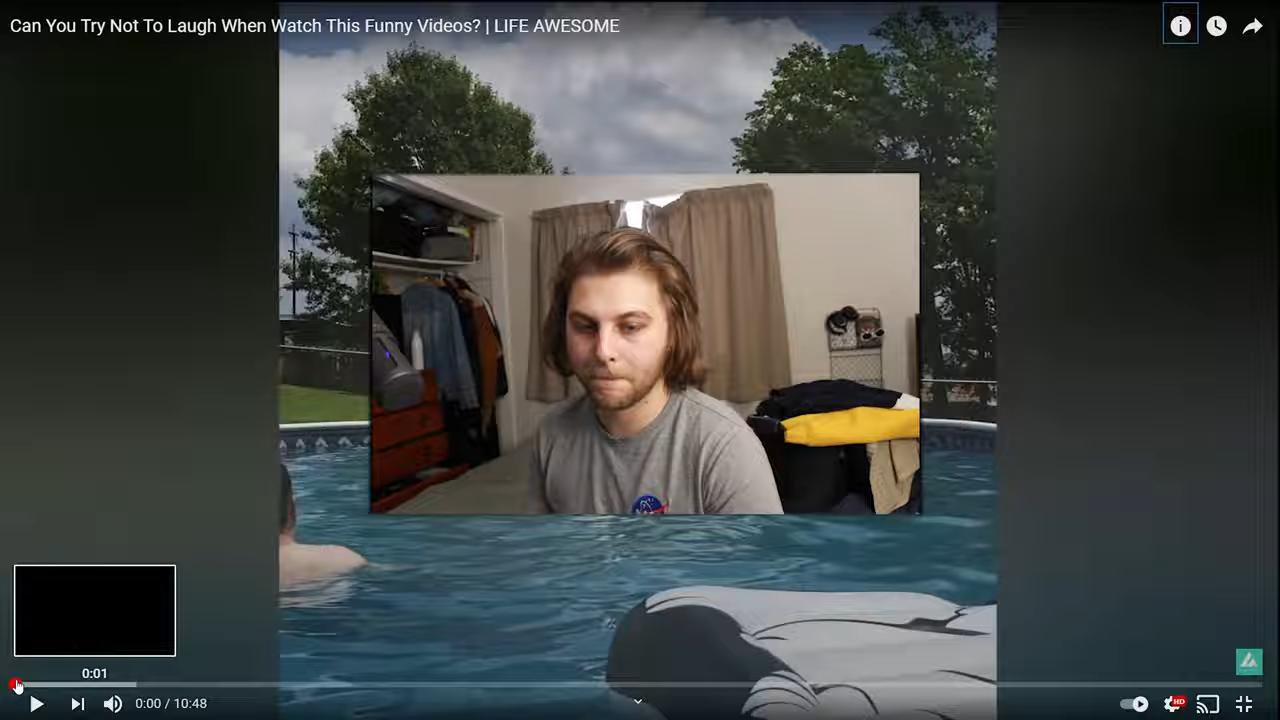 Can You Try Not To Laugh When Watch This Funny Videos? | LIFE AWESOME
0:01
0:00 / 10:48
HD